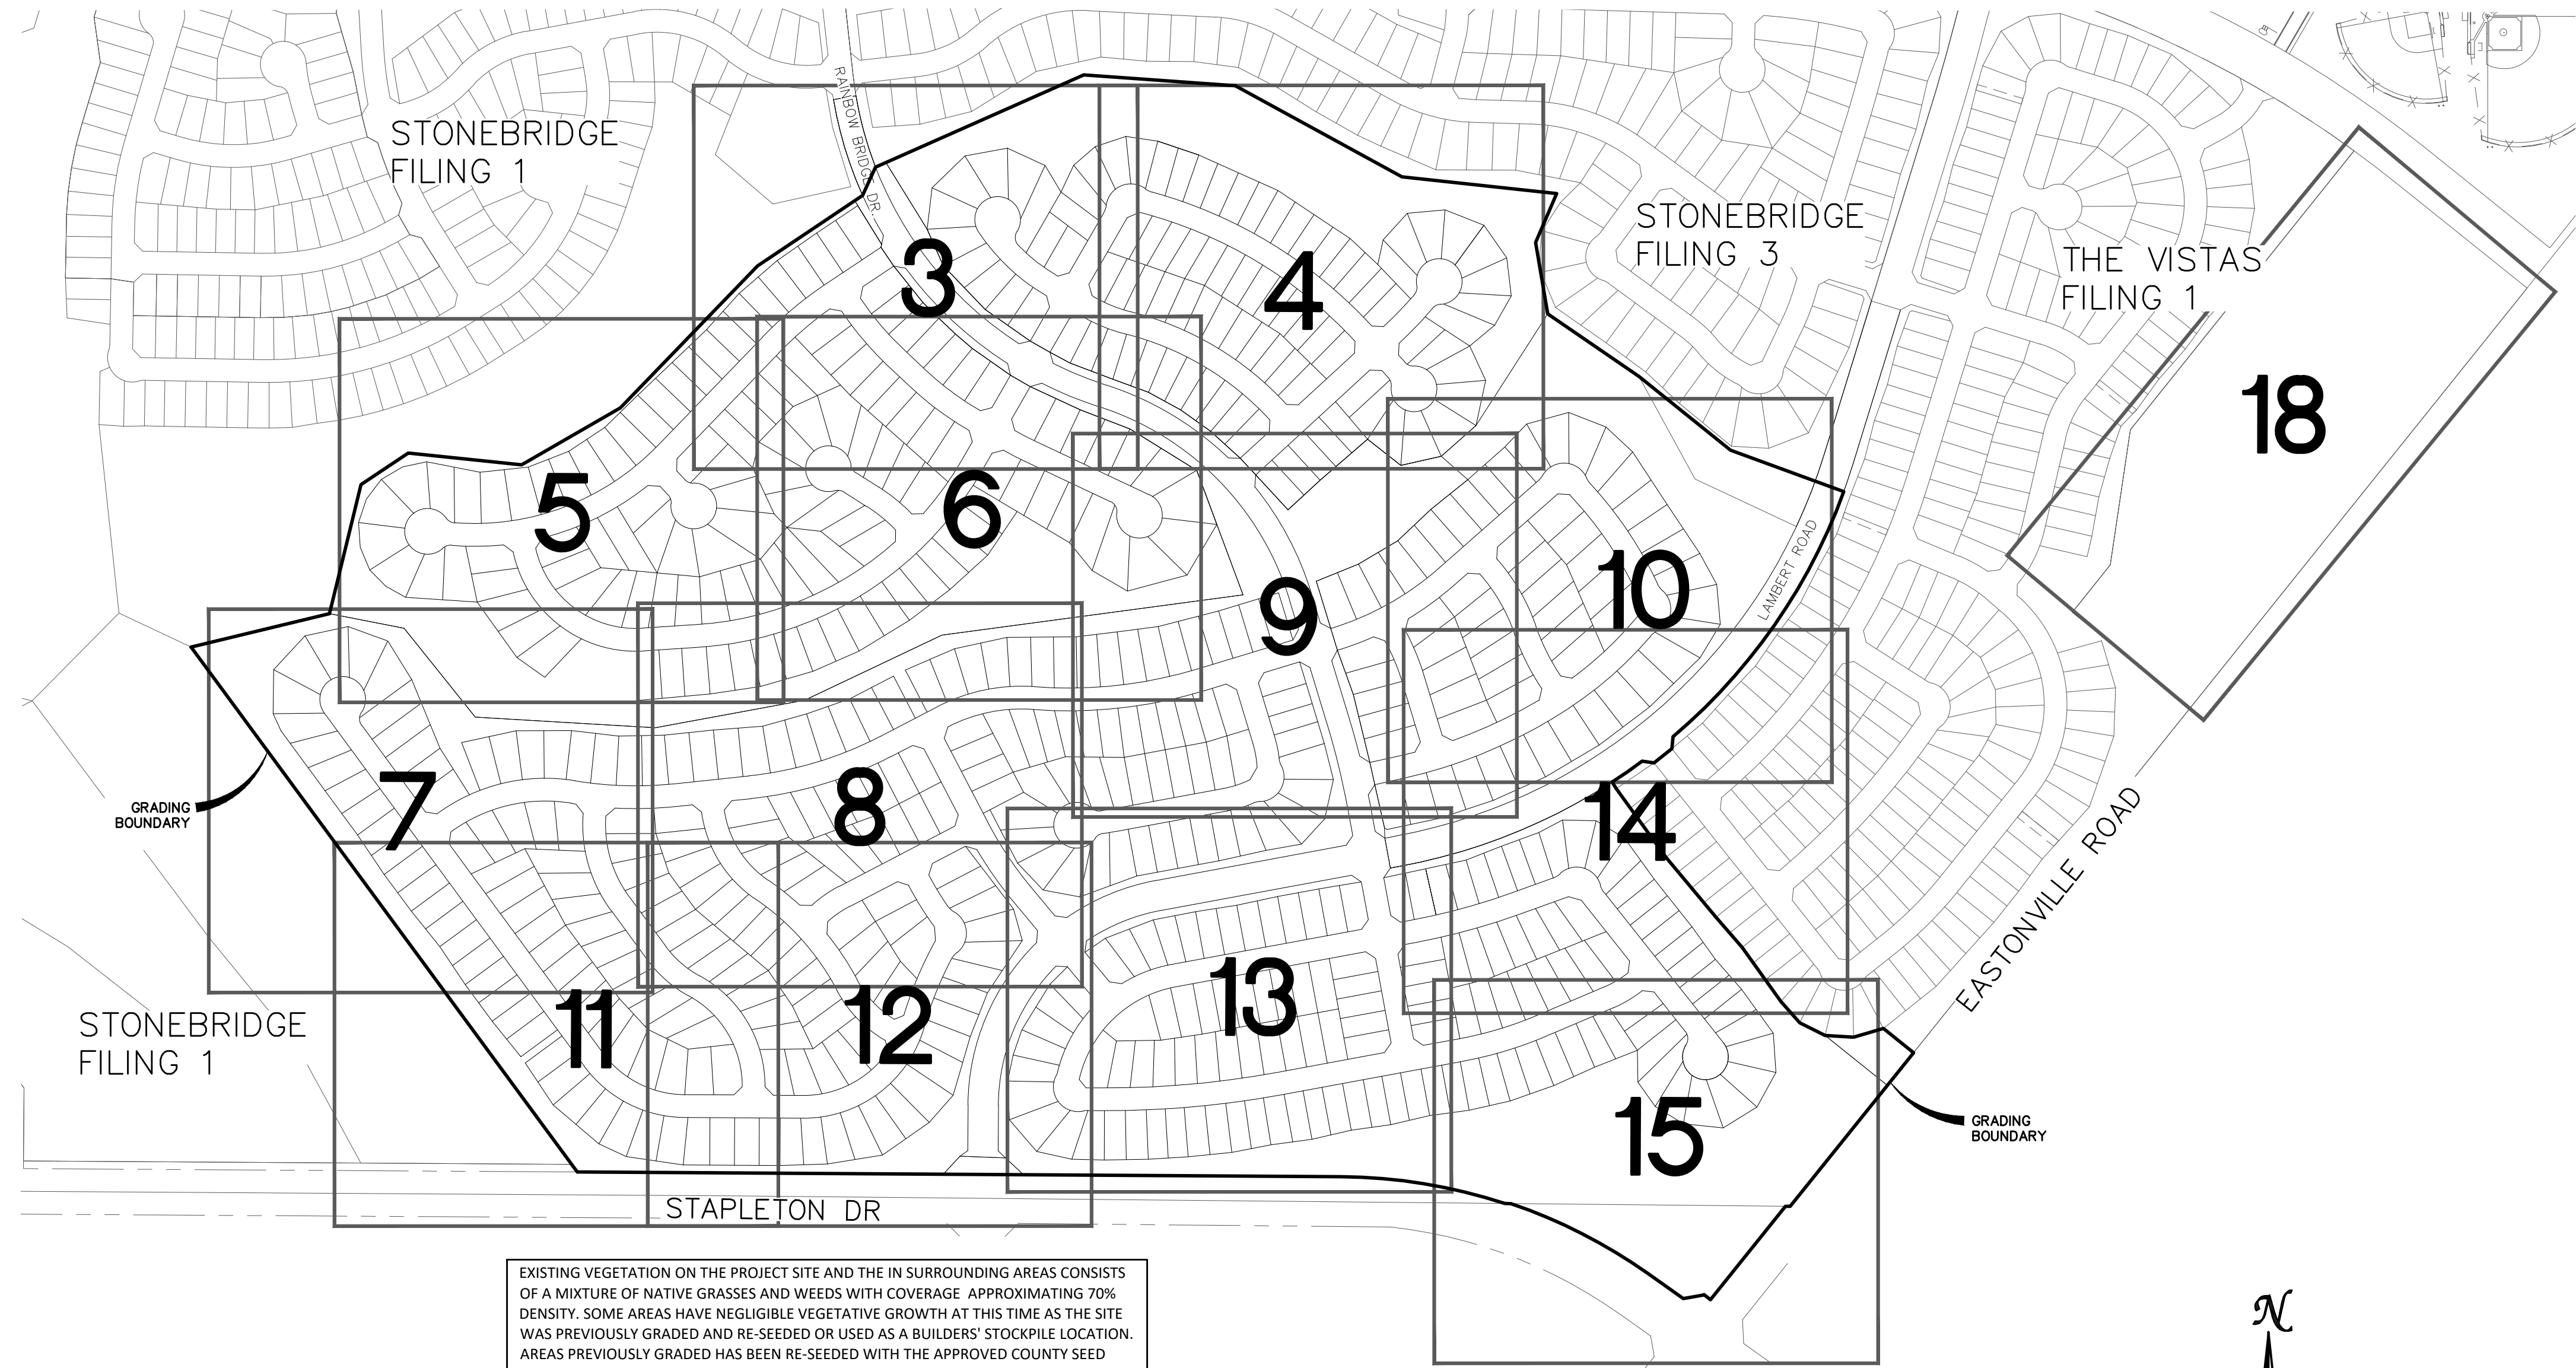 RAINBOW BRIDGE DR.
STONEBRIDGE
FILING 1
STONEBRIDGE
FILING 3
THE VISTAS
FILING 1
3
4
18
5
6
10
LAMBERT ROAD
9
7
8
14
GRADING
BOUNDARY
EASTONVILLE ROAD
13
11
12
STONEBRIDGE
FILING 1
15
GRADING
BOUNDARY
STAPLETON DR
EXISTING VEGETATION ON THE PROJECT SITE AND THE IN SURROUNDING AREAS CONSISTS
OF A MIXTURE OF NATIVE GRASSES AND WEEDS WITH COVERAGE APPROXIMATING 70%
DENSITY. SOME AREAS HAVE NEGLIGIBLE VEGETATIVE GROWTH AT THIS TIME AS THE SITE
WAS PREVIOUSLY GRADED AND RE-SEEDED OR USED AS A BUILDERS' STOCKPILE LOCATION.
AREAS PREVIOUSLY GRADED HAS BEEN RE-SEEDED WITH THE APPROVED COUNTY SEED
N